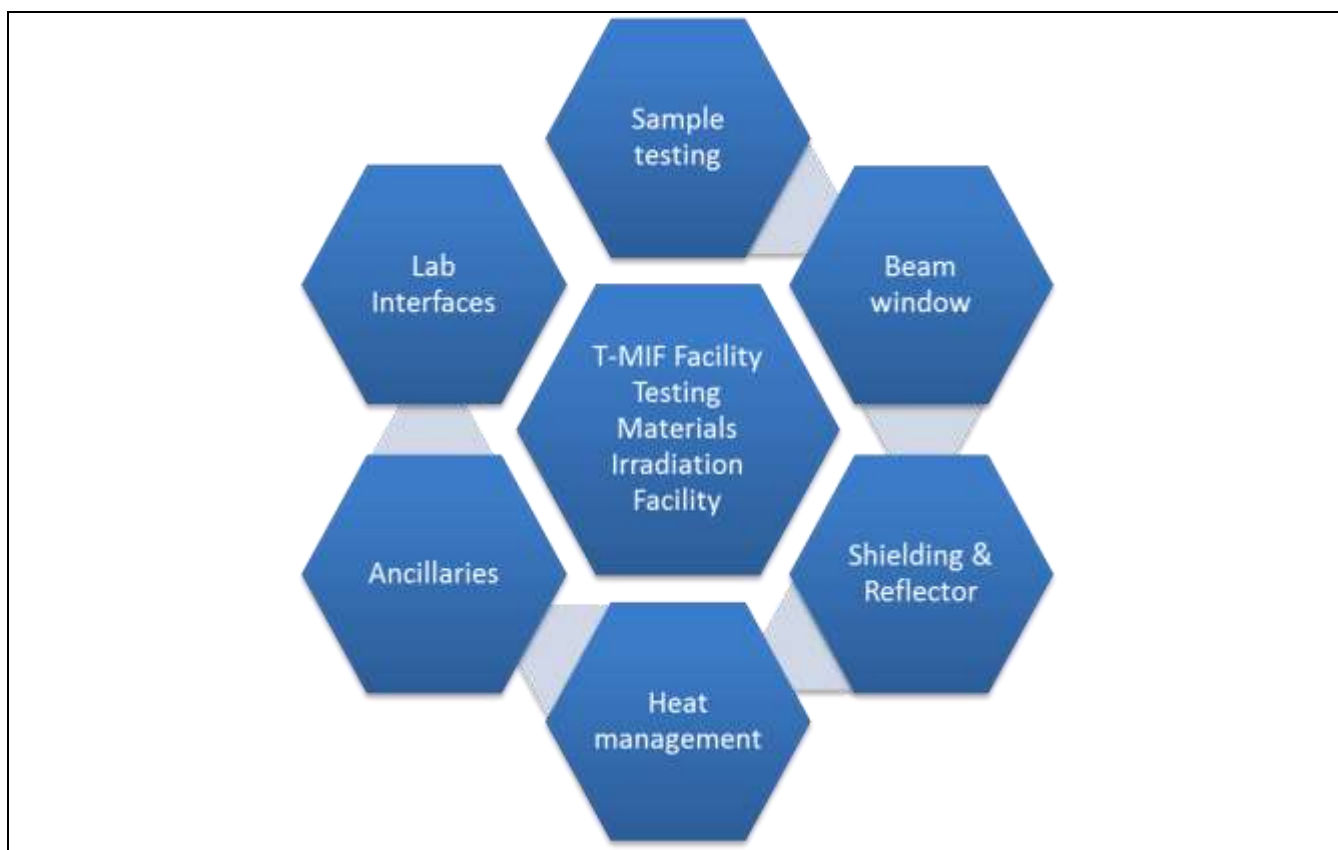 Sample
testing
Lab
Interfaces
Beam
window
T-MIF Facility
Testing
Materials
Irradiation
Facility
Ancillaries
Shielding &
Reflector
Heat
management